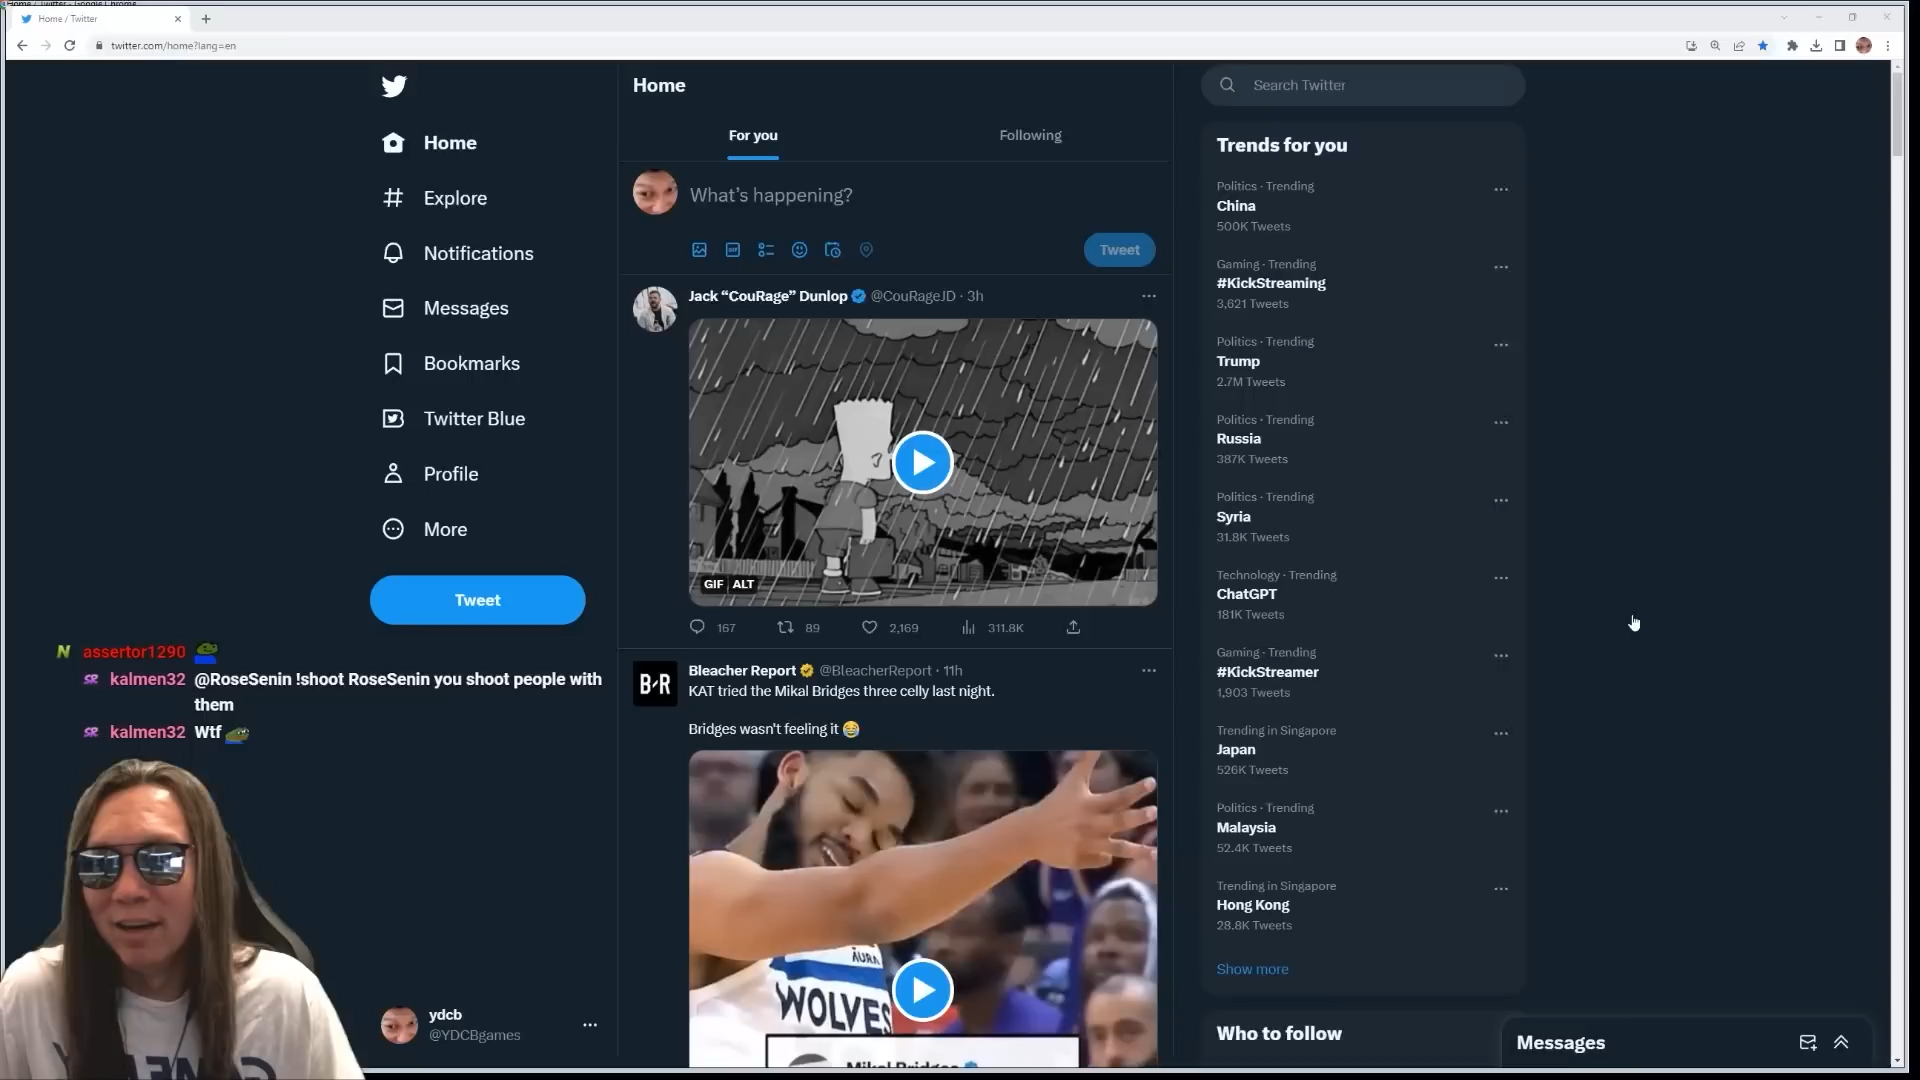 Home / Twitter - Google Chrome
Home / Twitter
twitter.com/home?lang=en
Home
Explore
Notifications
Messages
Bookmarks
Twitter Blue
Profile
More
Tweet
N assertor1290
SR kalmen32 @RoseSenin !shoot RoseSenin you shoot people with
them
SR kalmen32 Wtf
ydcb
@YDCBgames
Home
For you
Following
What's happening?
GIF
Tweet
Jack “CouRage” Dunlop @CouRageJD · 3h
GIF ALT
167 89 2,169 311.8K
B/R
Bleacher Report @BleacherReport · 11h
KAT tried the Mikal Bridges three celly last night.
Bridges wasn't feeling it
WOLVES
Mikal Bridges
Search Twitter
Trends for you
Politics · Trending
China
500K Tweets
Gaming · Trending
#KickStreaming
3,621 Tweets
Politics · Trending
Trump
2.7M Tweets
Politics · Trending
Russia
387K Tweets
Politics · Trending
Syria
31.8K Tweets
Technology · Trending
ChatGPT
181K Tweets
Gaming · Trending
#KickStreamer
1,903 Tweets
Trending in Singapore
Japan
526K Tweets
Politics · Trending
Malaysia
52.4K Tweets
Trending in Singapore
Hong Kong
28.8K Tweets
Show more
Who to follow
Messages